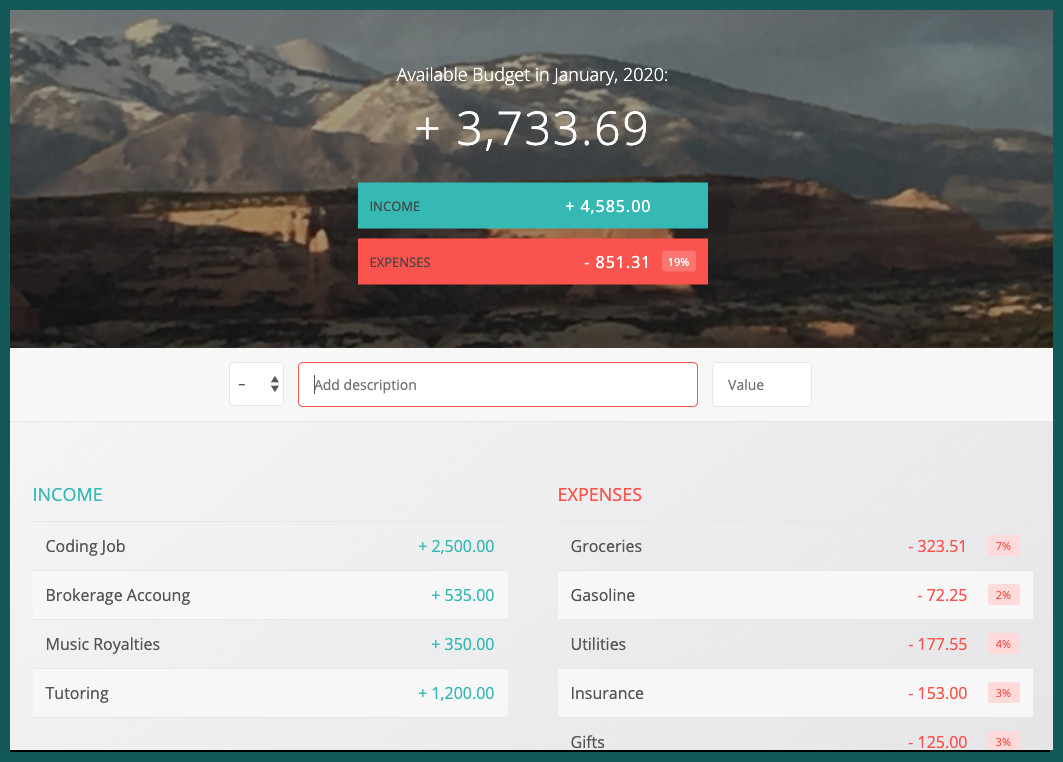 Available Budget in January, 2020:
+ 3,733.69
INCOME + 4,585.00
EXPENSES - 851.31 19%
- Add description Value
INCOME
Coding Job + 2,500.00
Brokerage Accoung + 535.00
Music Royalties + 350.00
Tutoring + 1,200.00
EXPENSES
Groceries - 323.51 7%
Gasoline - 72.25 2%
Utilities - 177.55 4%
Insurance - 153.00 3%
Gifts - 125.00 3%